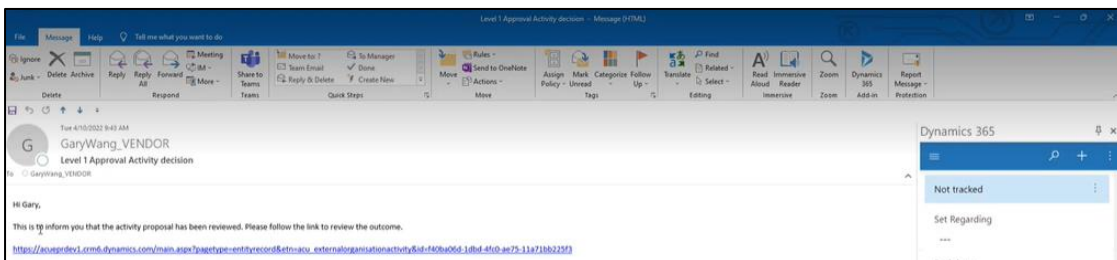 Level 1 Approval Activity decision - Message (HTML)
File Message Help Tell me what you want to do
Ignore
Junk
Delete Archive
Reply Reply All Forward
Meeting
IM
More
Share to Teams
Move to: ?
Team Email
Reply & Delete
To Manager
Done
Create New
Move
Rules
Send to OneNote
Actions
Assign Policy Mark Unread Categorize Follow Up
Translate
Find
Related
Select
Read Aloud Immersive Reader
Zoom
Dynamics 365
Report Message
Delete Respond Teams Quick Steps Move Tags Editing Immersive Zoom Add-in Protection
Tue 4/10/2022 9:43 AM
G
GaryWang_VENDOR
Level 1 Approval Activity decision
To GaryWang_VENDOR
Hi Gary,
This is to inform you that the activity proposal has been reviewed. Please follow the link to review the outcome.
https://acueprdev1.crm6.dynamics.com/main.aspx?pagetype=entityrecord&etn=acu_externalorganisationactivity&id=f40ba06d-1dbd-4fc0-ae75-11a71bb225f3
Dynamics 365
Not tracked
Set Regarding
---